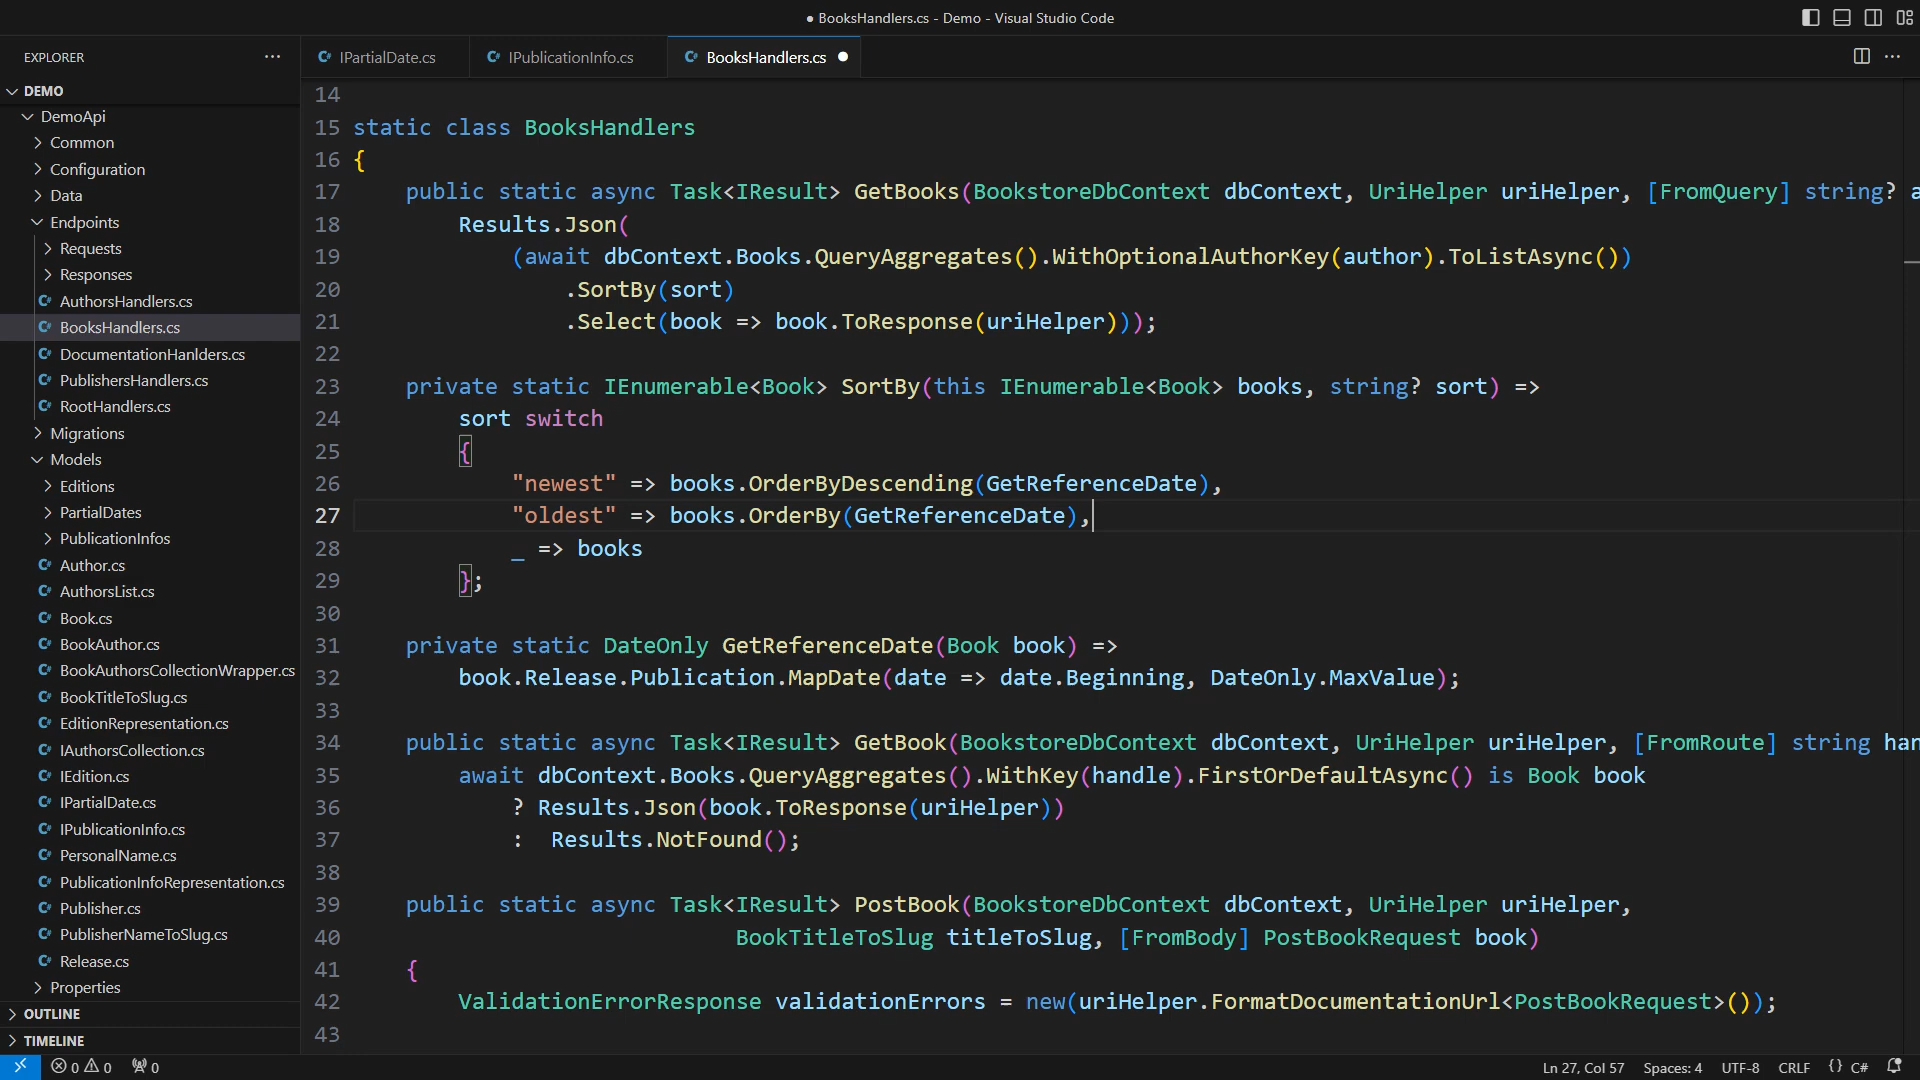 ● BooksHandlers.cs - Demo - Visual Studio Code
EXPLORER
IPartialDate.cs
IPublicationInfo.cs
BooksHandlers.cs
DEMO
DemoApi
Common
Configuration
Data
Endpoints
Requests
Responses
AuthorsHandlers.cs
BooksHandlers.cs
DocumentationHanlders.cs
PublishersHandlers.cs
RootHandlers.cs
Migrations
Models
Editions
PartialDates
PublicationInfos
Author.cs
AuthorsList.cs
Book.cs
BookAuthor.cs
BookAuthorsCollectionWrapper.cs
BookTitleToSlug.cs
EditionRepresentation.cs
IAuthorsCollection.cs
IEdition.cs
IPartialDate.cs
IPublicationInfo.cs
PersonalName.cs
PublicationInfoRepresentation.cs
Publisher.cs
PublisherNameToSlug.cs
Release.cs
Properties
OUTLINE
TIMELINE
14
15 static class BooksHandlers
16 {
17     public static async Task<IResult> GetBooks(BookstoreDbContext dbContext, UriHelper uriHelper, [FromQuery] string? a
18         Results.Json(
19             (await dbContext.Books.QueryAggregates().WithOptionalAuthorKey(author).ToListAsync())
20                 .SortBy(sort)
21                 .Select(book => book.ToResponse(uriHelper)));
22
23     private static IEnumerable<Book> SortBy(this IEnumerable<Book> books, string? sort) =>
24         sort switch
25         {
26             "newest" => books.OrderByDescending(GetReferenceDate),
27             "oldest" => books.OrderBy(GetReferenceDate),
28             _ => books
29         };
30
31     private static DateOnly GetReferenceDate(Book book) =>
32         book.Release.Publication.MapDate(date => date.Beginning, DateOnly.MaxValue);
33
34     public static async Task<IResult> GetBook(BookstoreDbContext dbContext, UriHelper uriHelper, [FromRoute] string han
35         await dbContext.Books.QueryAggregates().WithKey(handle).FirstOrDefaultAsync() is Book book
36             ? Results.Json(book.ToResponse(uriHelper))
37             :  Results.NotFound();
38
39     public static async Task<IResult> PostBook(BookstoreDbContext dbContext, UriHelper uriHelper,
40                              BookTitleToSlug titleToSlug, [FromBody] PostBookRequest book)
41     {
42         ValidationErrorResponse validationErrors = new(uriHelper.FormatDocumentationUrl<PostBookRequest>());
43
0 0 0
Ln 27, Col 57
Spaces: 4
UTF-8
CRLF
{ } C#